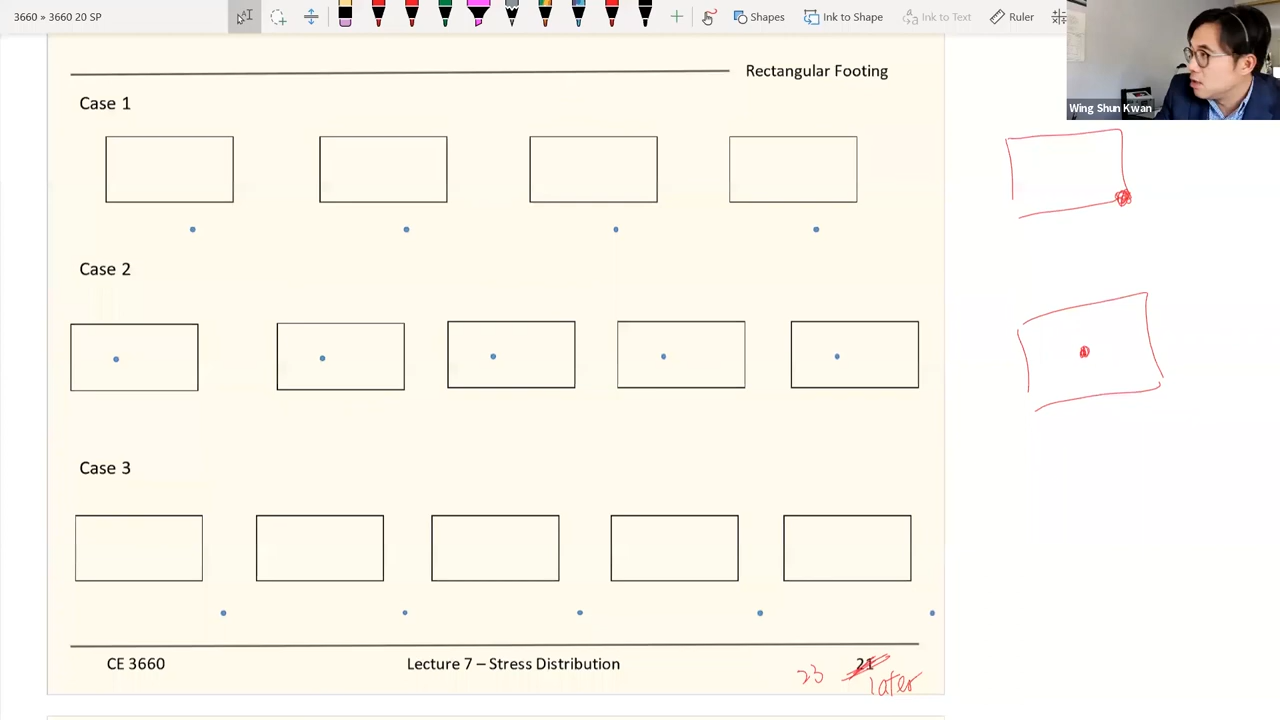 3660 » 3660 20 SP
Shapes
Ink to Shape
Ink to Text
Ruler
Wing Shun Kwan
Rectangular Footing
Case 1
Case 2
Case 3
CE 3660
Lecture 7 – Stress Distribution
21
23
later